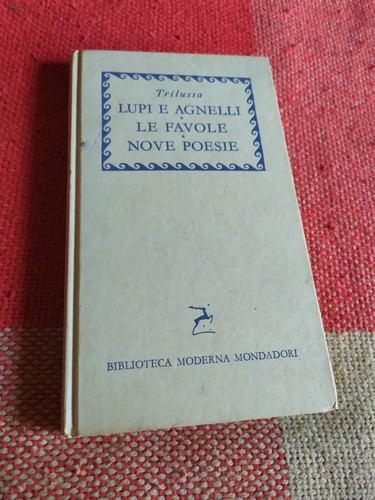 Trilussa
LUPI E AGNELLI
•
LE FAVOLE
•
NOVE POESIE
BIBLIOTECA MODERNA MONDADORI